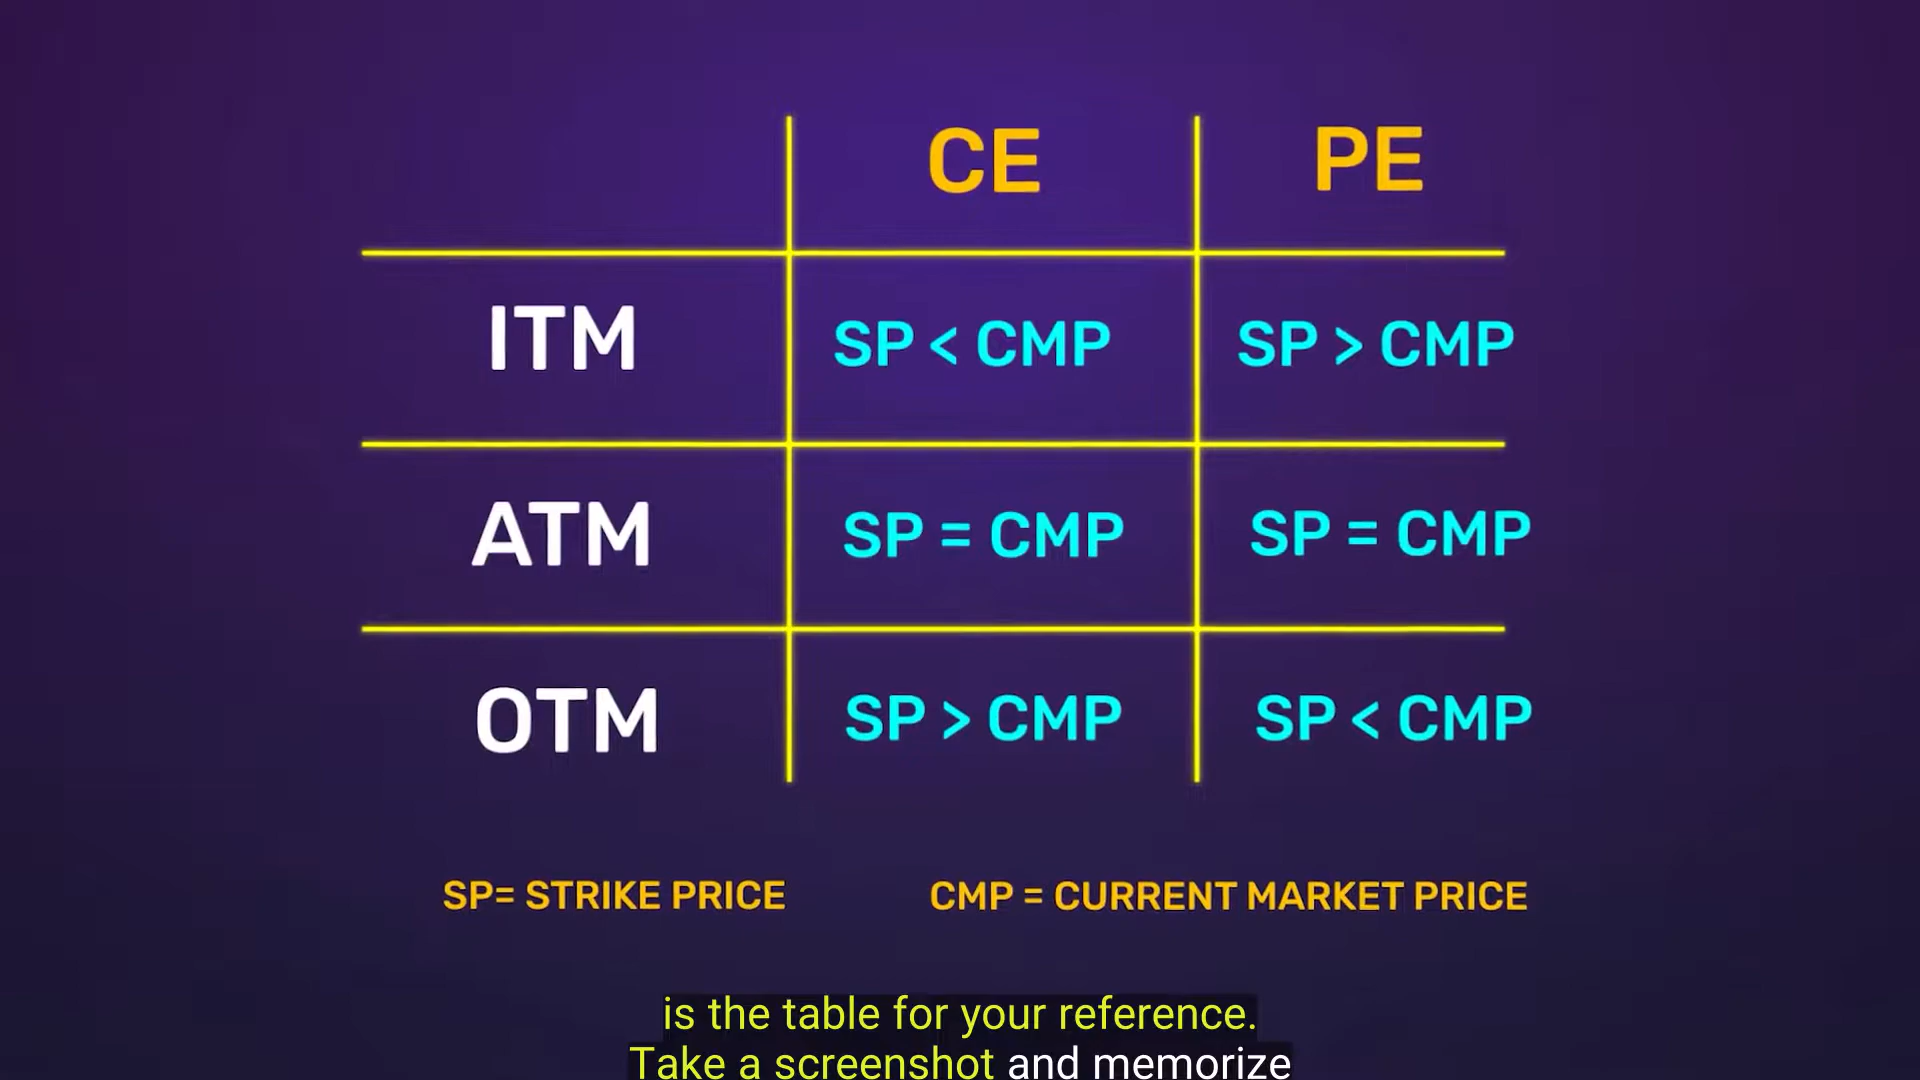 CE PE
ITM SP < CMP SP > CMP
ATM SP = CMP SP = CMP
OTM SP > CMP SP < CMP
SP= STRIKE PRICE CMP = CURRENT MARKET PRICE
is the table for your reference.
Take a screenshot and memorize